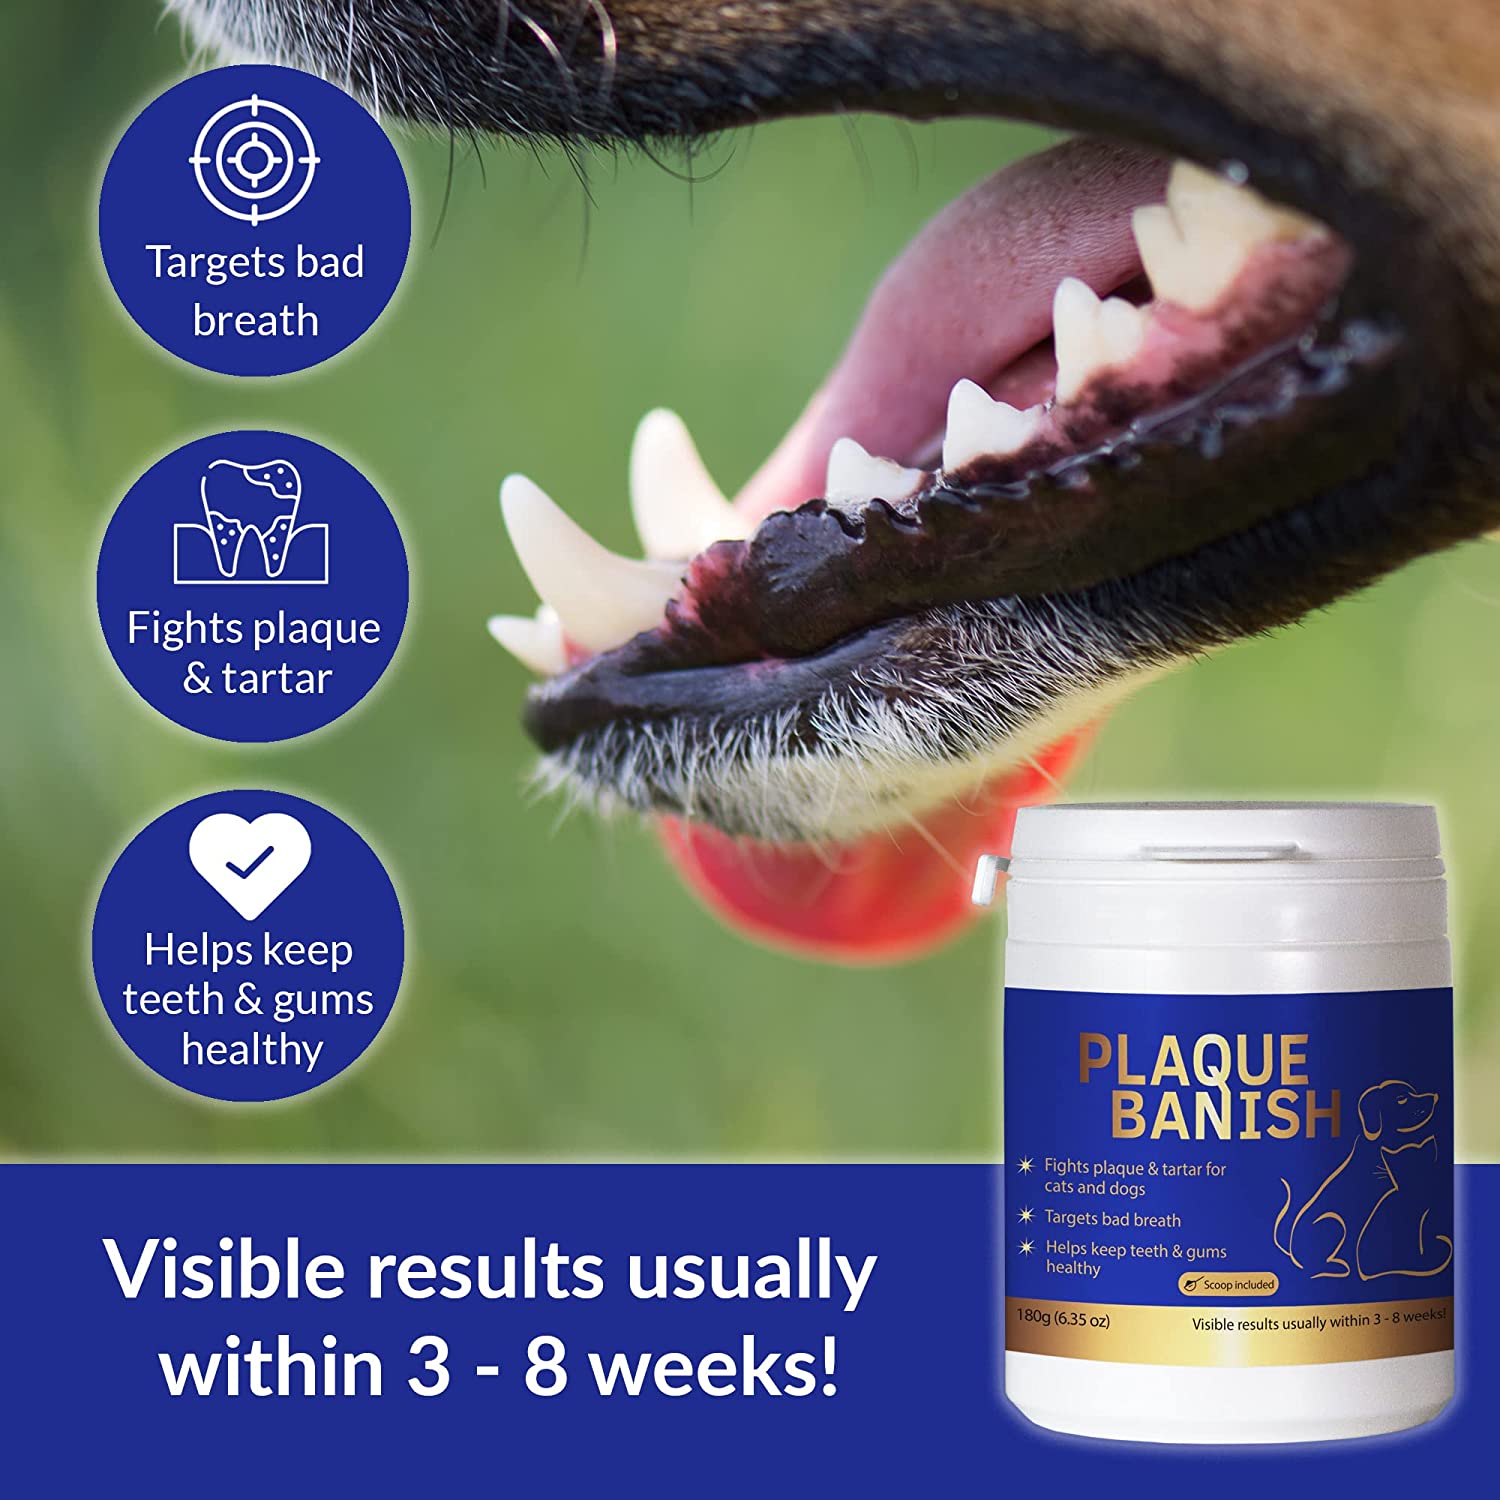 Targets bad
breath
Fights plaque
& tartar
Helps keep
teeth & gums
healthy
Visible results usually
within 3 - 8 weeks!
PLAQUE
BANISH
Fights plaque & tartar for
cats and dogs
Targets bad breath
Helps keep teeth & gums
healthy
Scoop included
180g (6.35 oz)
Visible results usually within 3 - 8 weeks!